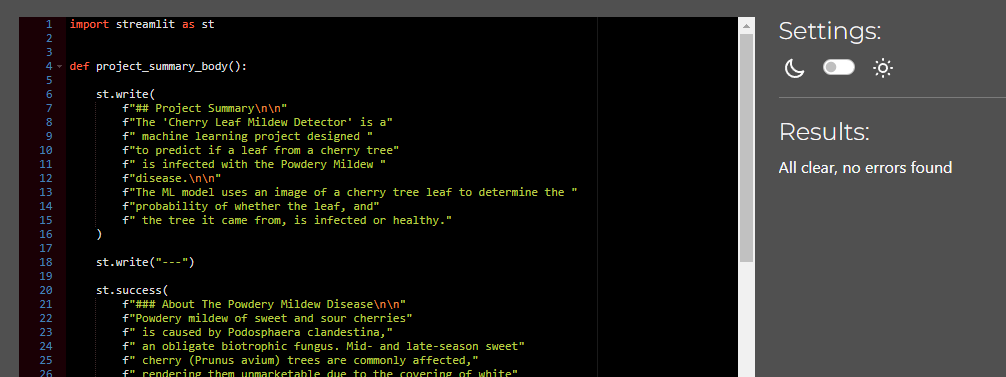 1 import streamlit as st
2
3
4 def project_summary_body():
5
6 st.write(
7 f"## Project Summary\n\n"
8 f"The 'Cherry Leaf Mildew Detector' is a"
9 f" machine learning project designed "
10 f"to predict if a leaf from a cherry tree"
11 f" is infected with the Powdery Mildew "
12 f"disease.\n\n"
13 f"The ML model uses an image of a cherry tree leaf to determine the "
14 f"probability of whether the leaf, and"
15 f" the tree it came from, is infected or healthy."
16 )
17
18 st.write("---")
19
20 st.success(
21 f"### About The Powdery Mildew Disease\n\n"
22 f"Powdery mildew of sweet and sour cherries"
23 f" is caused by Podosphaera clandestina,"
24 f" an obligate biotrophic fungus. Mid- and late-season sweet"
25 f" cherry (Prunus avium) trees are commonly affected,"
26 f" rendering them unmarketable due to the covering of white"
Settings:
Results:
All clear, no errors found